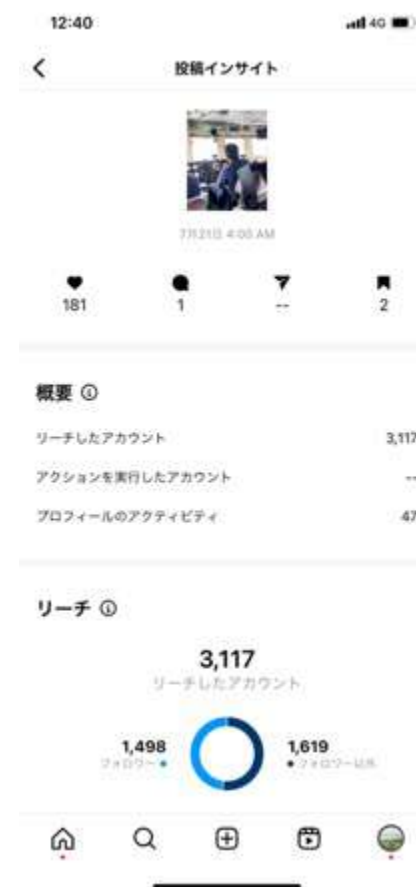 12:40
4G
投稿インサイト
7月21日 4:00 AM
181
1
--
2
概要
リーチしたアカウント
3,117
アクションを実行したアカウント
--
プロフィールのアクティビティ
47
リーチ
3,117
リーチしたアカウント
1,498
フォロワー
1,619
フォロワー以外